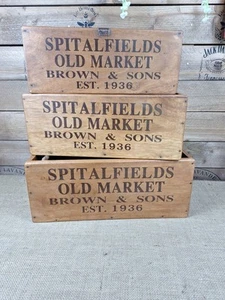 SPITALFIELDS
OLD MARKET
BROWN & SONS
EST. 1936
SPITALFIELDS
OLD MARKET
BROWN & SONS
EST. 1936
SPITALFIELDS
OLD MARKET
BROWN & SONS
EST. 1936